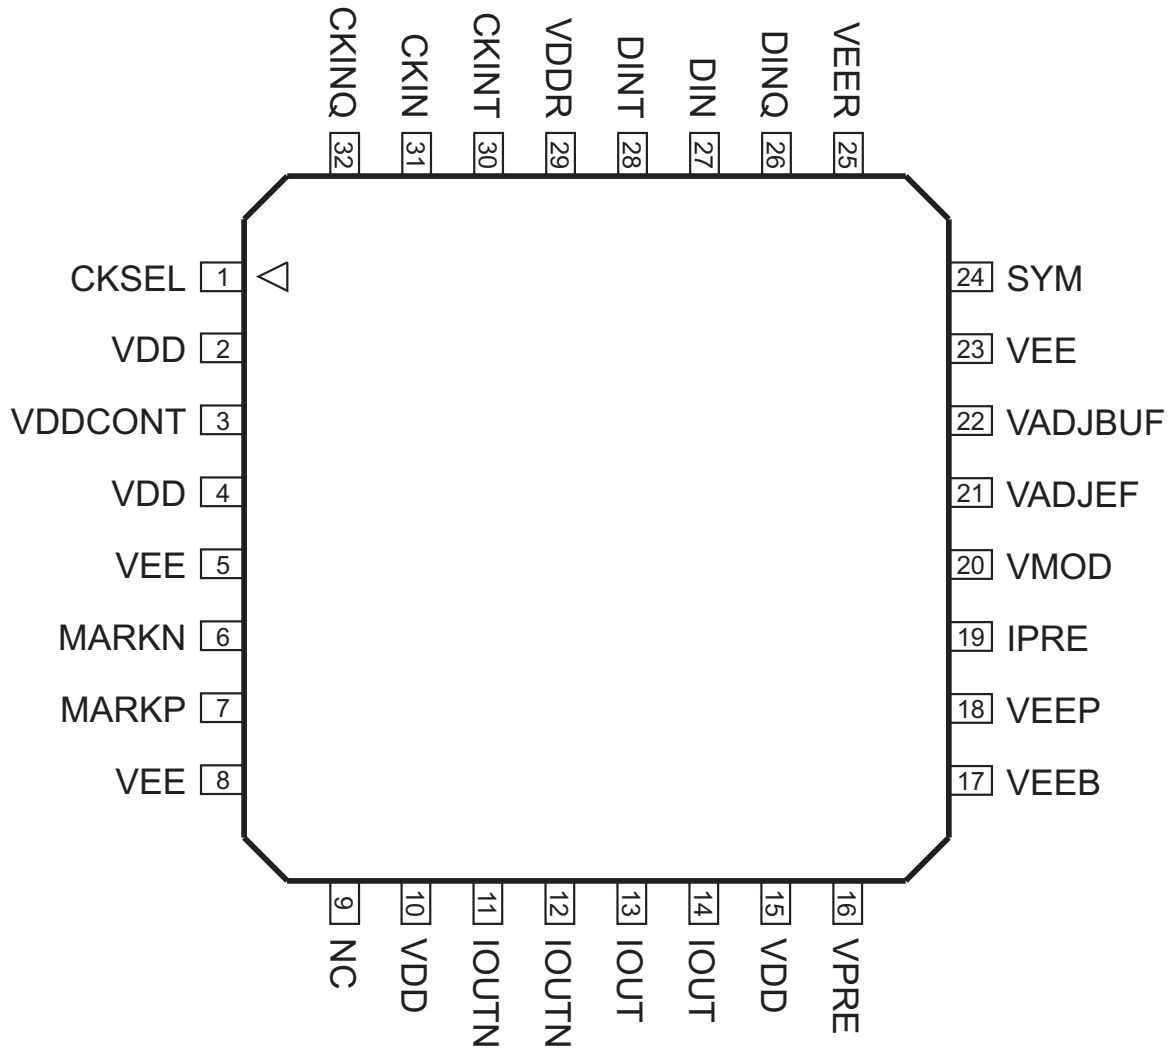 CKINQ
CKIN
CKINT
VDDR
DINT
DIN
DINQ
VEER
32
31
30
29
28
27
26
25
CKSEL 1
VDD 2
VDDCONT 3
VDD 4
VEE 5
MARKN 6
MARKP 7
VEE 8
24 SYM
23 VEE
22 VADJBUF
21 VADJEF
20 VMOD
19 IPRE
18 VEEP
17 VEEB
9
10
11
12
13
14
15
16
NC
VDD
IOUTN
IOUTN
IOUT
IOUT
VDD
VPRE